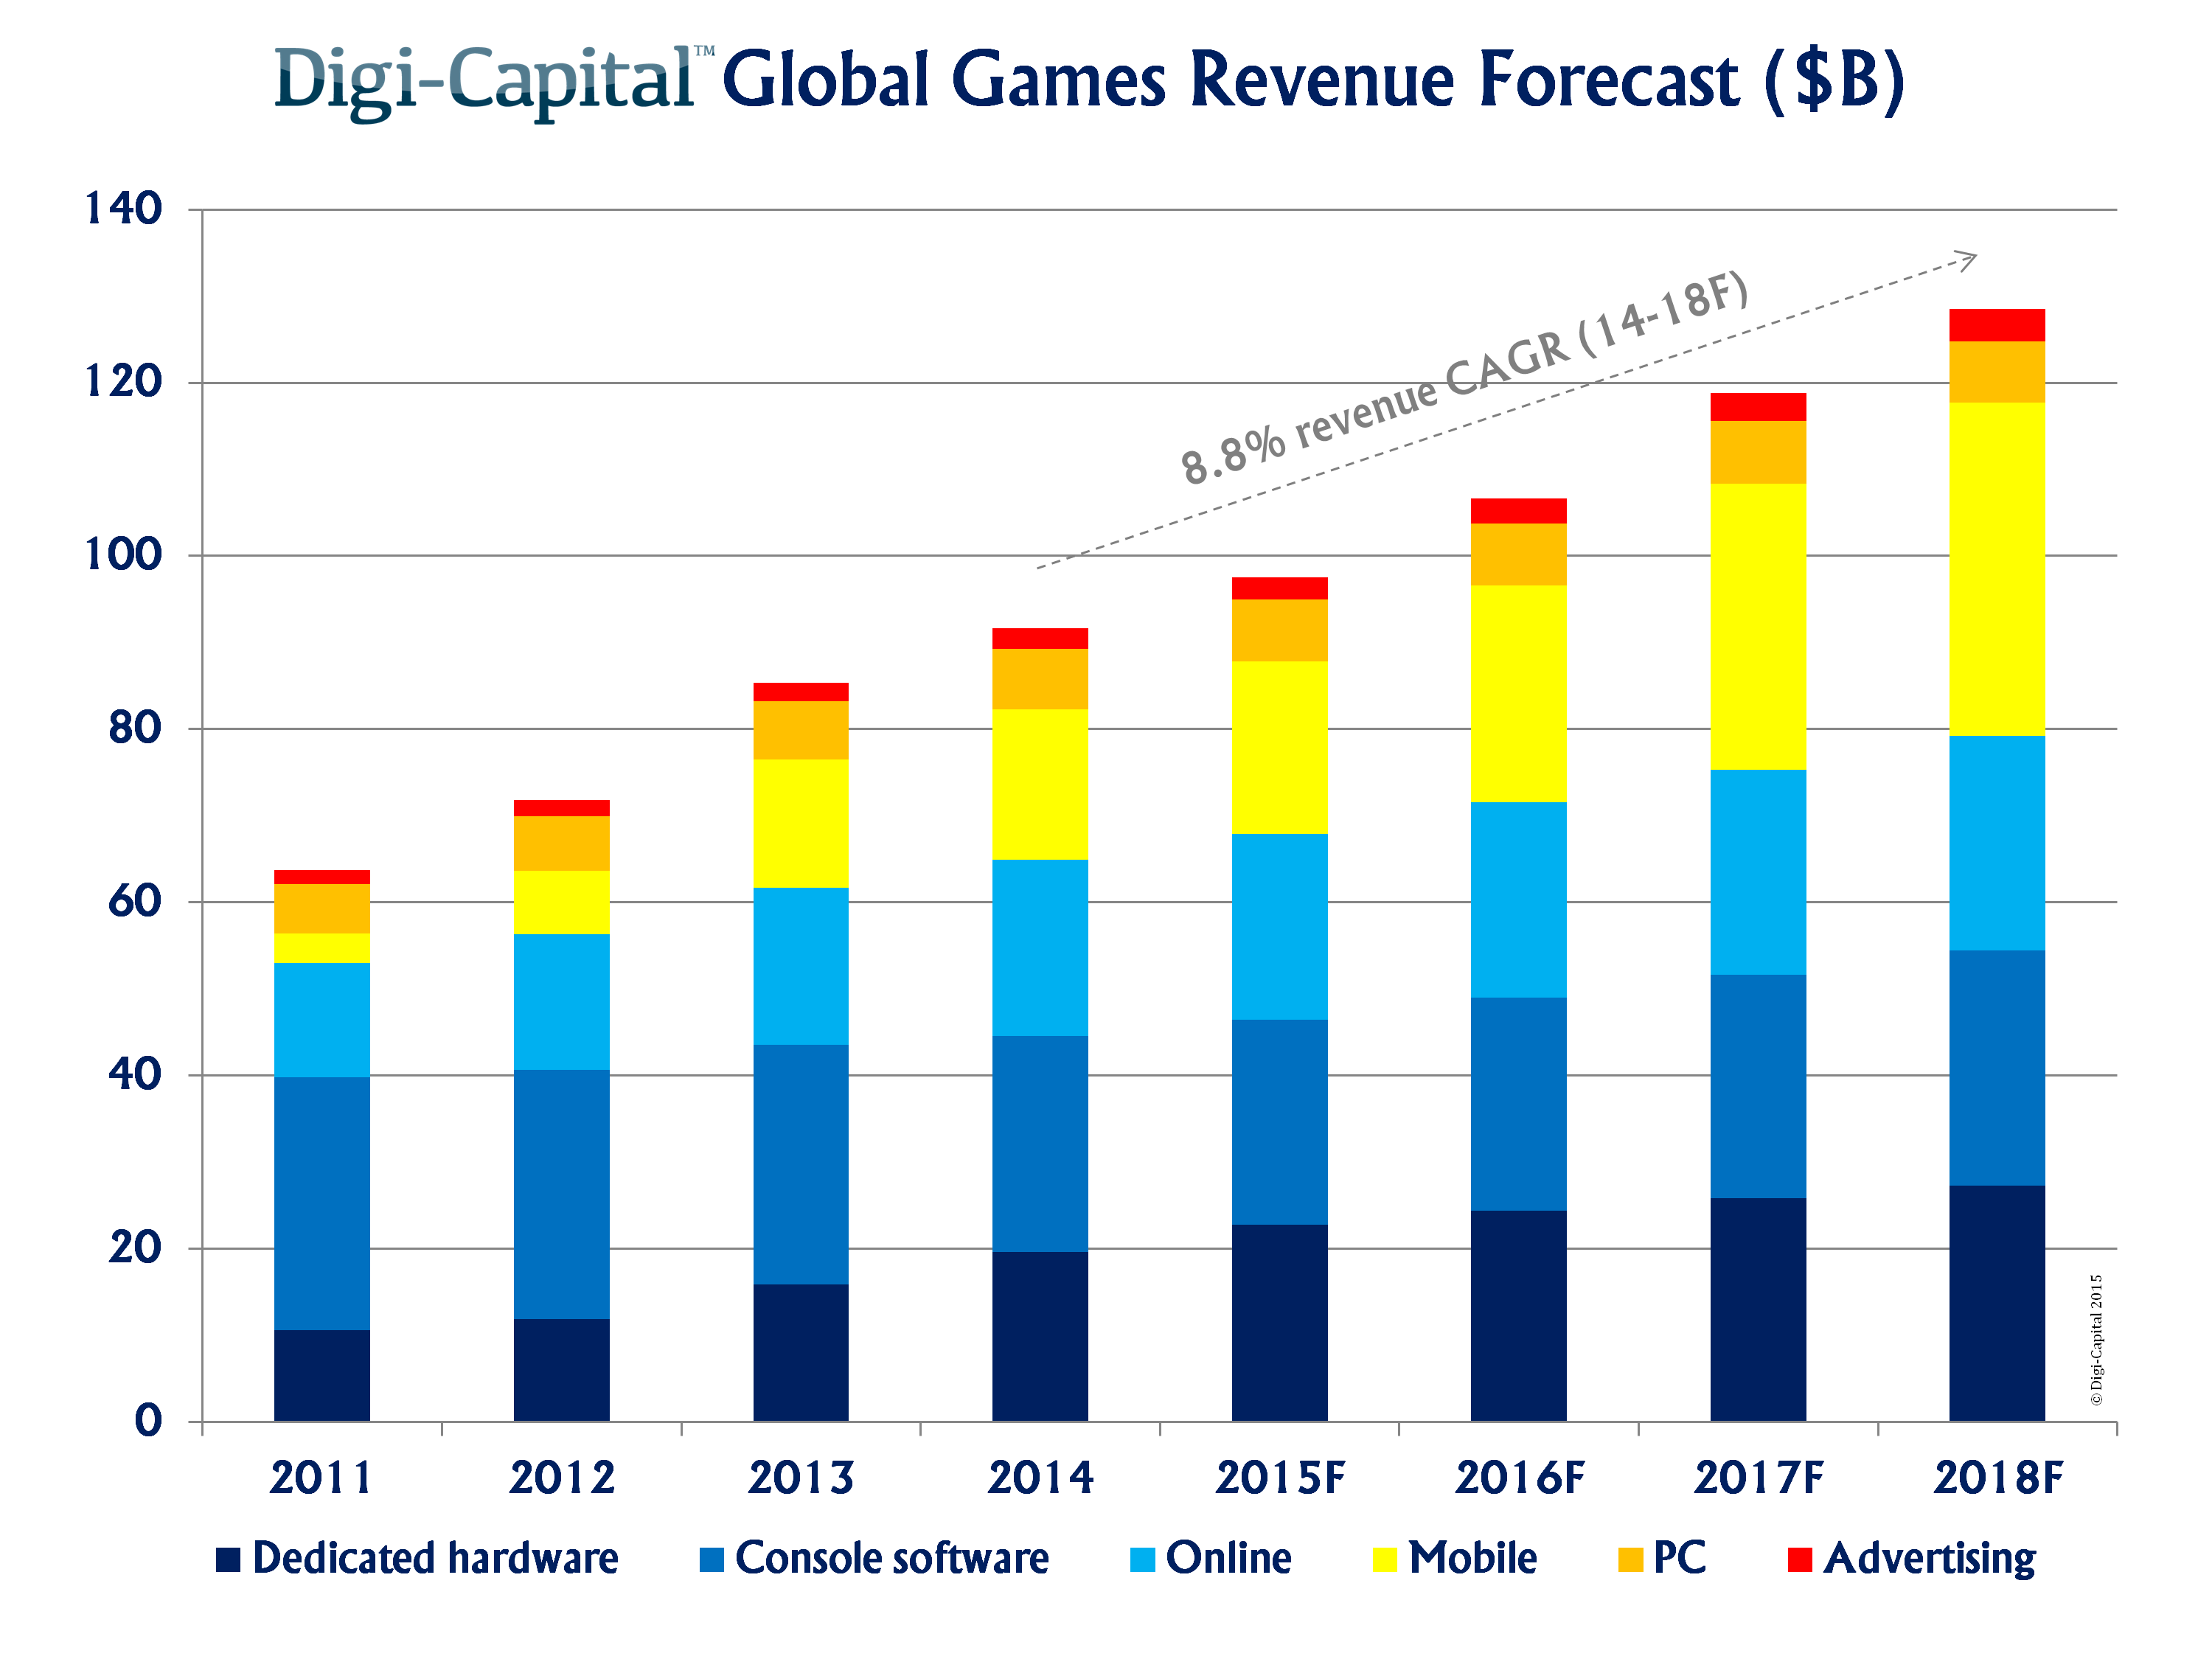 Digi-Capital™ Global Games Revenue Forecast ($B)
140
120
100
80
60
40
20
0
8.8% revenue CAGR (14-18F)
©Digi-Capital 2015
2011 2012 2013 2014 2015F 2016F 2017F 2018F
Dedicated hardware Console software Online Mobile PC Advertising